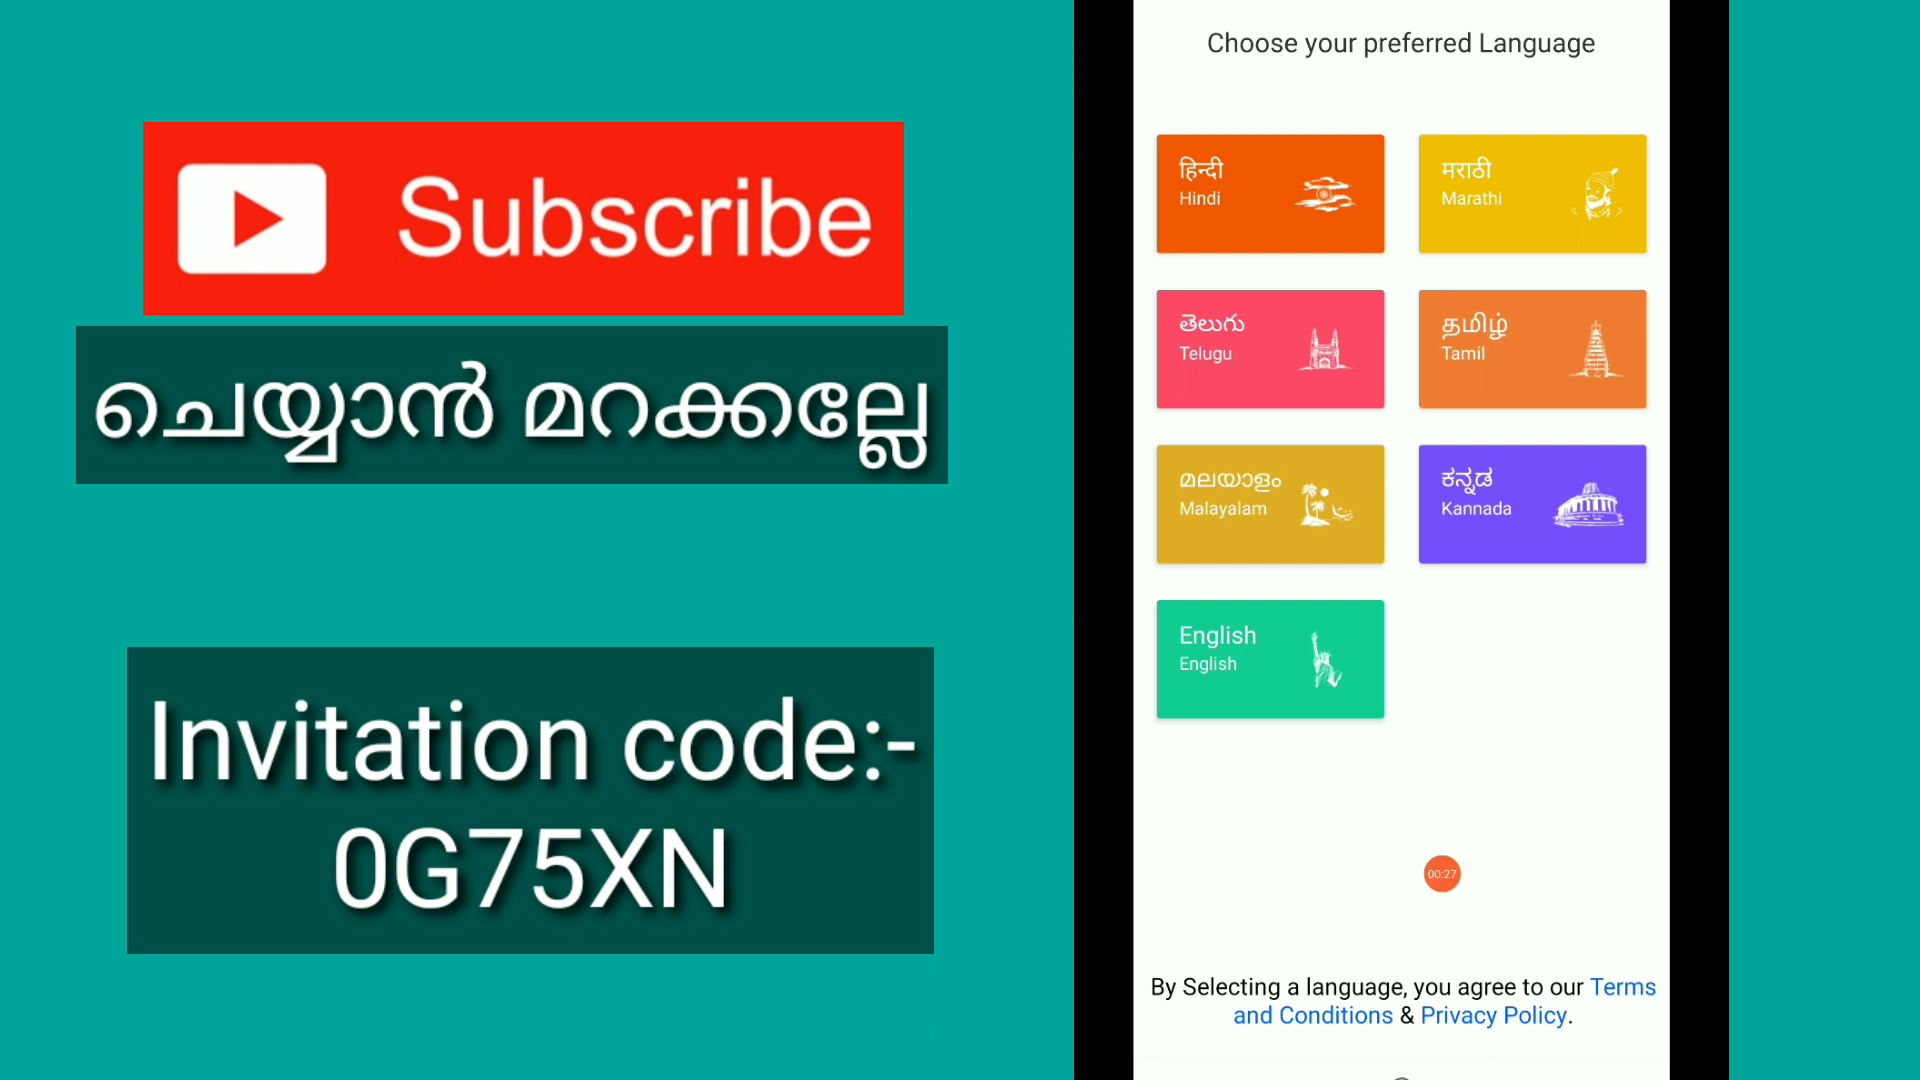 Subscribe
ചെയ്യാൻ മറക്കല്ലേ
Invitation code:-
0G75XN
Choose your preferred Language
हिन्दी
Hindi
मराठी
Marathi
తెలుగు
Telugu
தமிழ்
Tamil
മലയാളം
Malayalam
ಕನ್ನಡ
Kannada
English
English
00:27
By Selecting a language, you agree to our Terms
and Conditions & Privacy Policy.